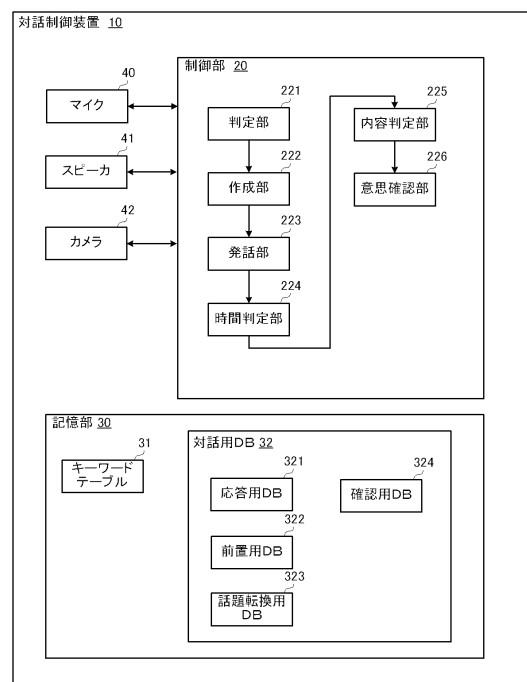 対話制御装置 10
制御部 20
40
マイク
41
スピーカ
42
カメラ
221
判定部
222
作成部
223
発話部
224
時間判定部
225
内容判定部
226
意思確認部
記憶部 30
31
キーワード
テーブル
対話用DB 32
321
応答用DB
322
前置用DB
323
話題転換用
DB
324
確認用DB